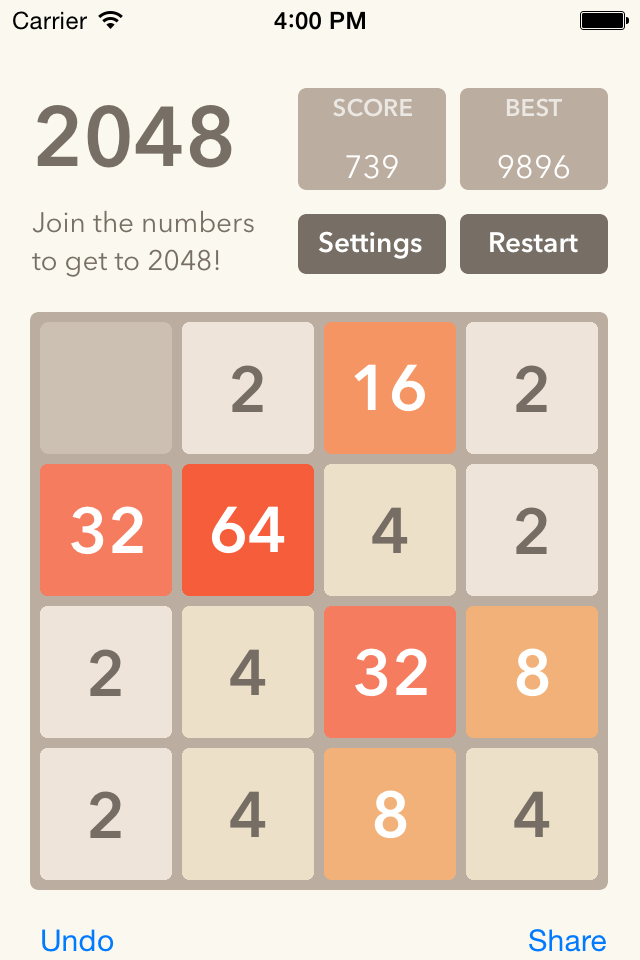 Carrier 4:00 PM
2048
SCORE BEST
739 9896
Join the numbers
to get to 2048!
Settings Restart
2 16 2
32 64 4 2
2 4 32 8
2 4 8 4
Undo Share